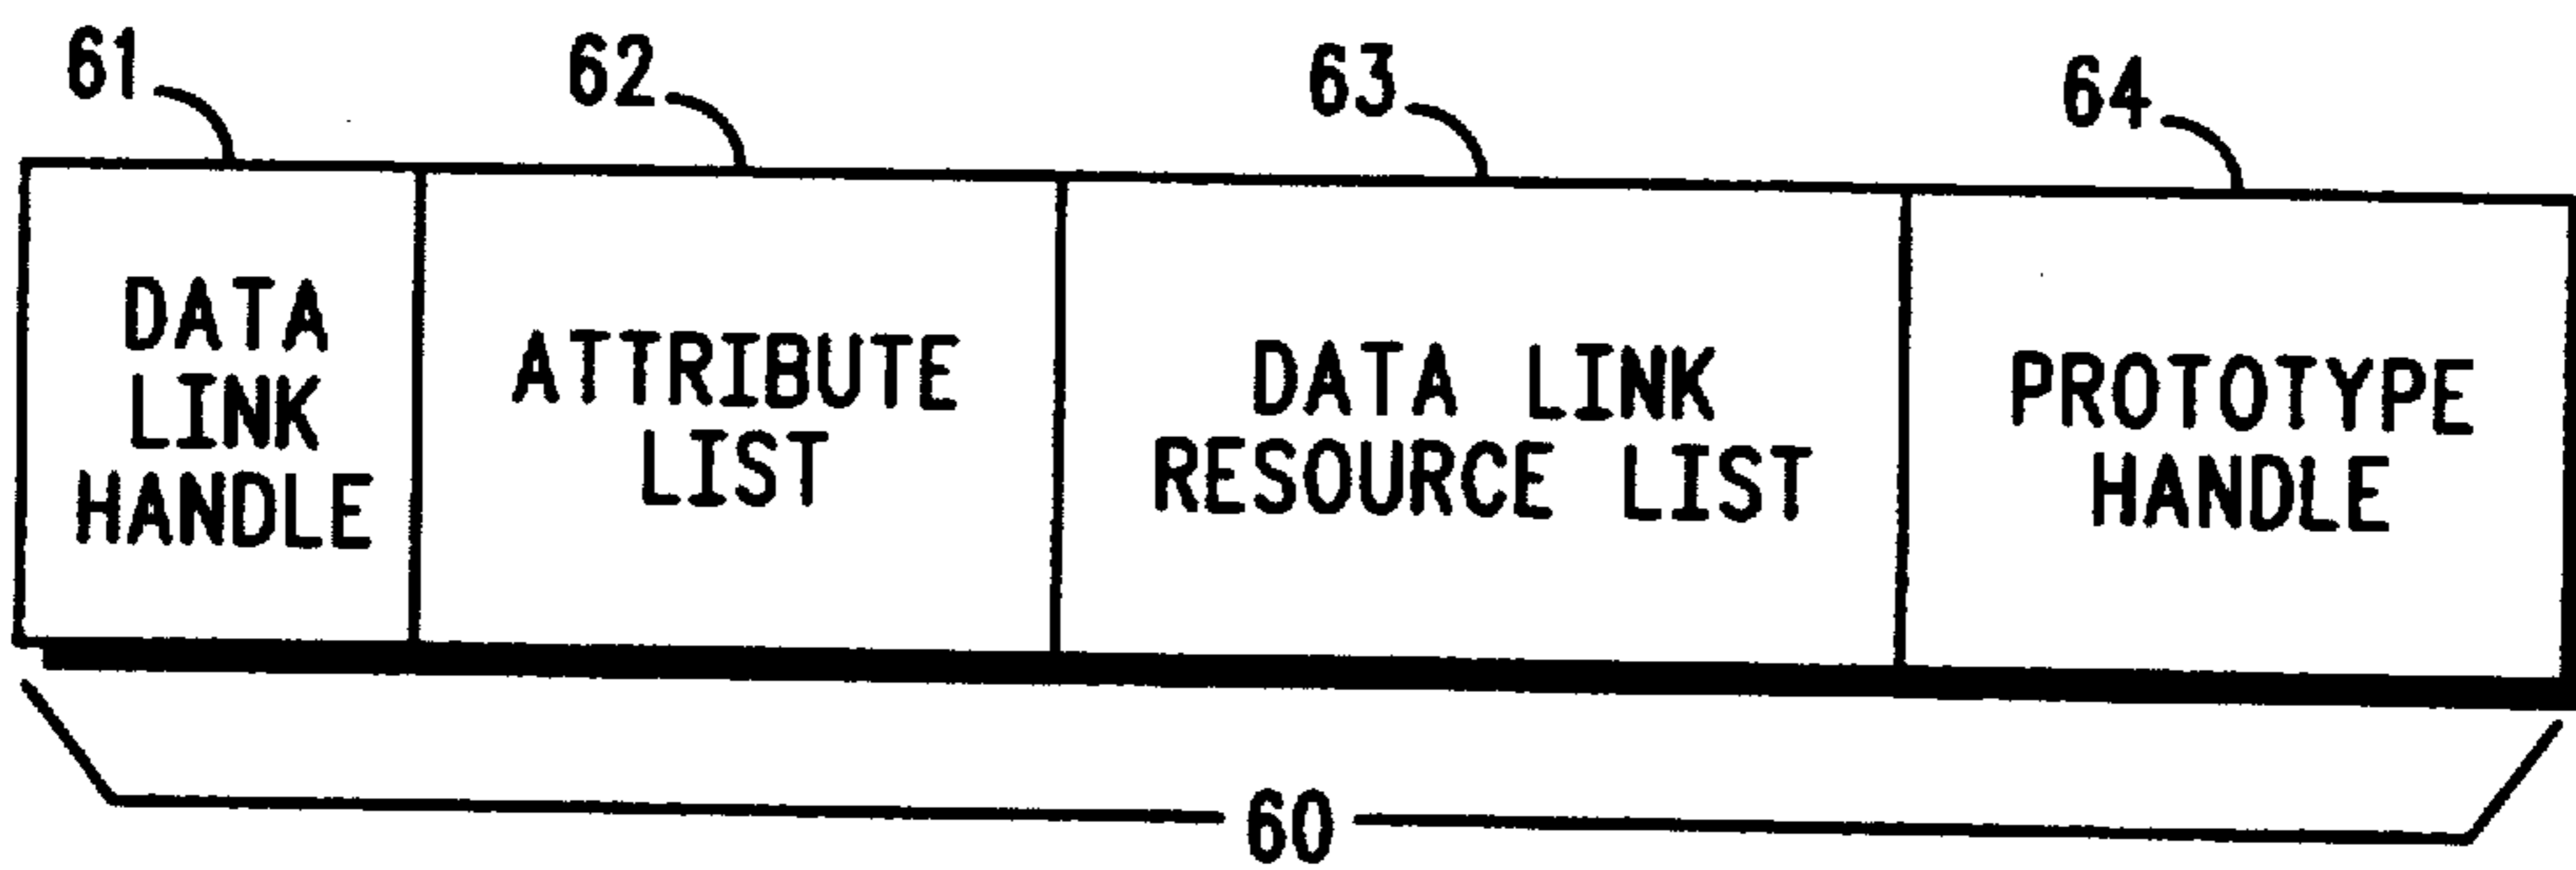 61
62
63
64
DATA
LINK
HANDLE
ATTRIBUTE
LIST
DATA LINK
RESOURCE LIST
PROTOTYPE
HANDLE
60